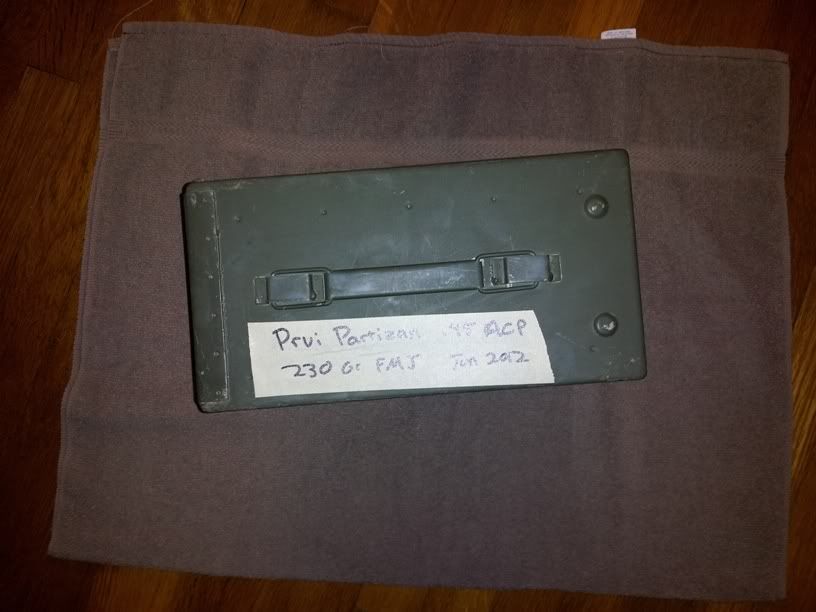 Prvi Partizan .45 ACP
230 Gr FMJ Jun 2012